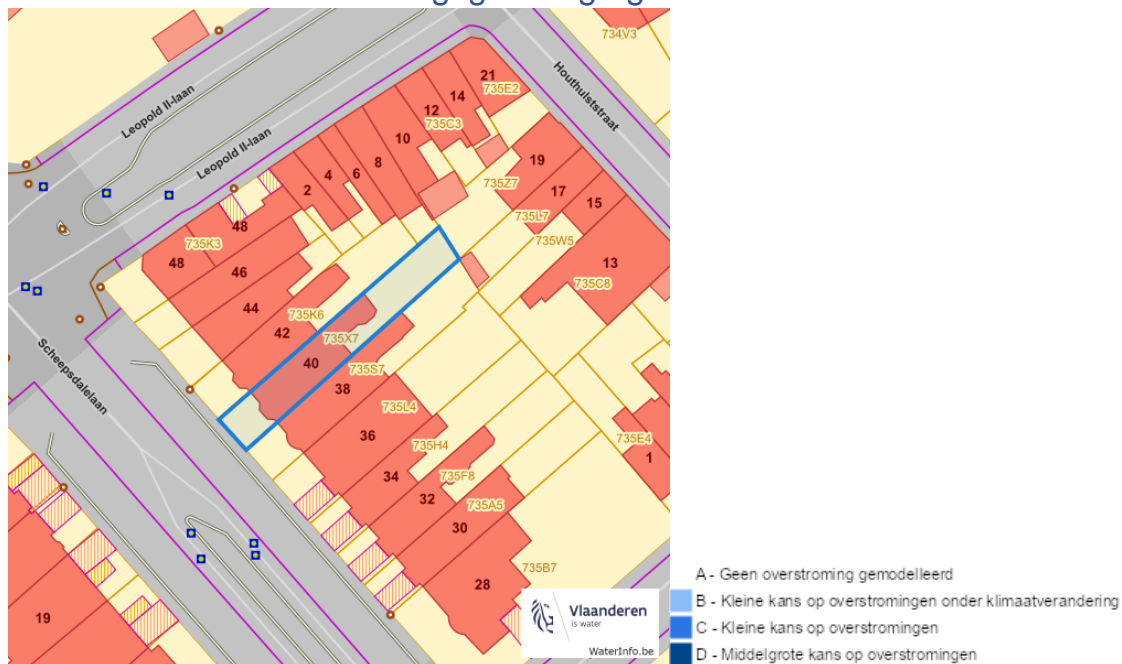 734V3
Leopold II-laan
Houthulststraat
21
735E2
14
12
735C3
10
Leopold II-laan
8
6
4
2
19
735Z7
17
735L7
15
735W5
13
735C8
48
735K3
48
46
44
735K6
42
735X7
40
735S7
38
Scheepsdalelaan
735L4
36
735H4
735E4
1
34
735F8
32
735A5
30
735B7
28
19
Vlaanderen
is water
WaterInfo.be
A - Geen overstroming gemodelleerd
B - Kleine kans op overstromingen onder klimaatverandering
C - Kleine kans op overstromingen
D - Middelgrote kans op overstromingen